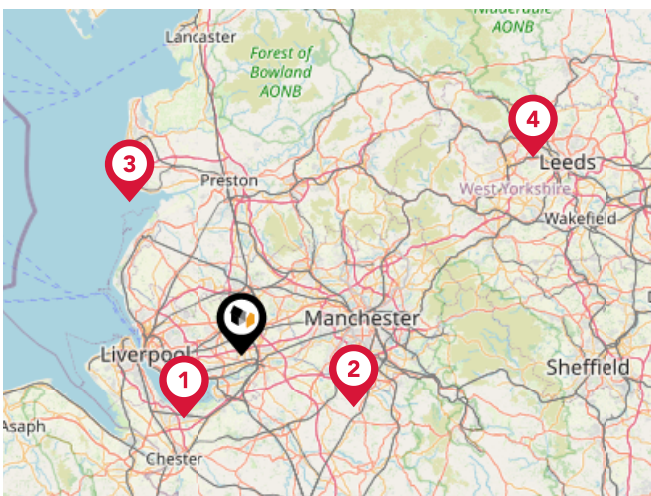 Nidderdale
AONB
Lancaster
Forest of
Bowland
AONB
4
3
Leeds
Preston
West Yorkshire
Wakefield
Manchester
Liverpool
1
2
Sheffield
Asaph
Chester